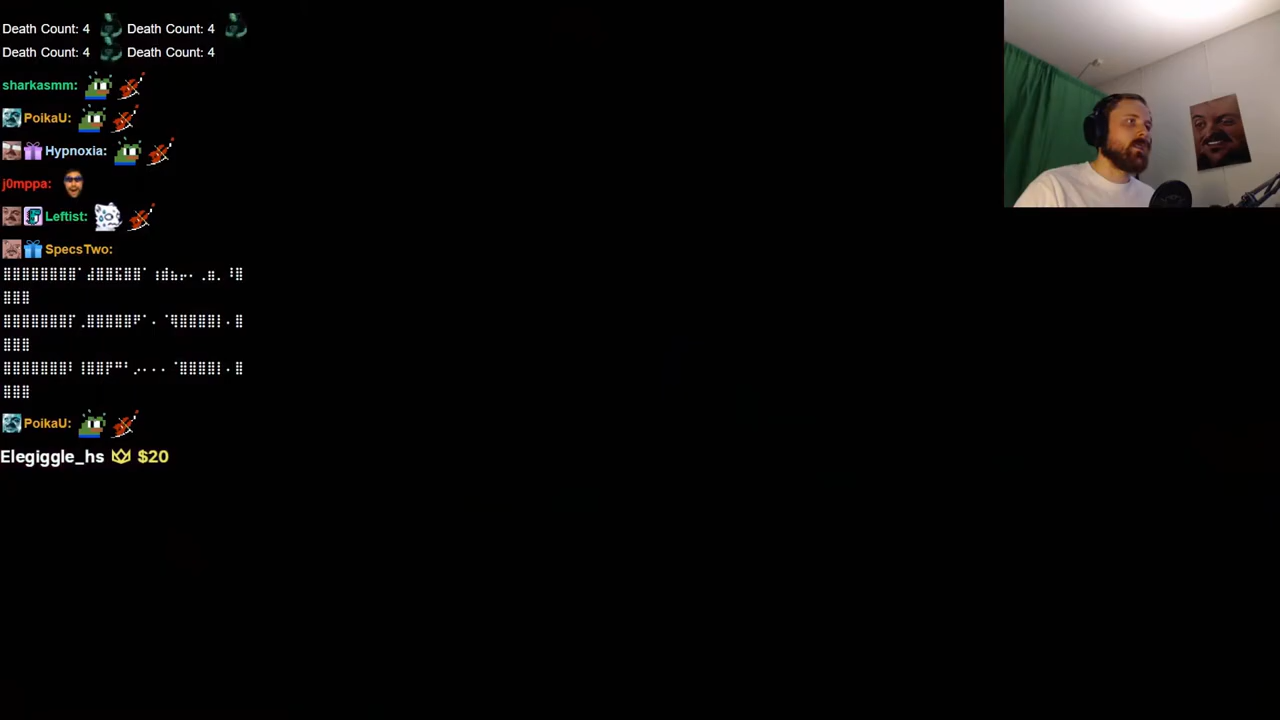 Death Count: 4 Death Count: 4
Death Count: 4 Death Count: 4
sharkasmm:
PoikaU:
Hypnoxia:
j0mppa:
Leftist:
SpecsTwo:
PoikaU:
Elegiggle_hs $20